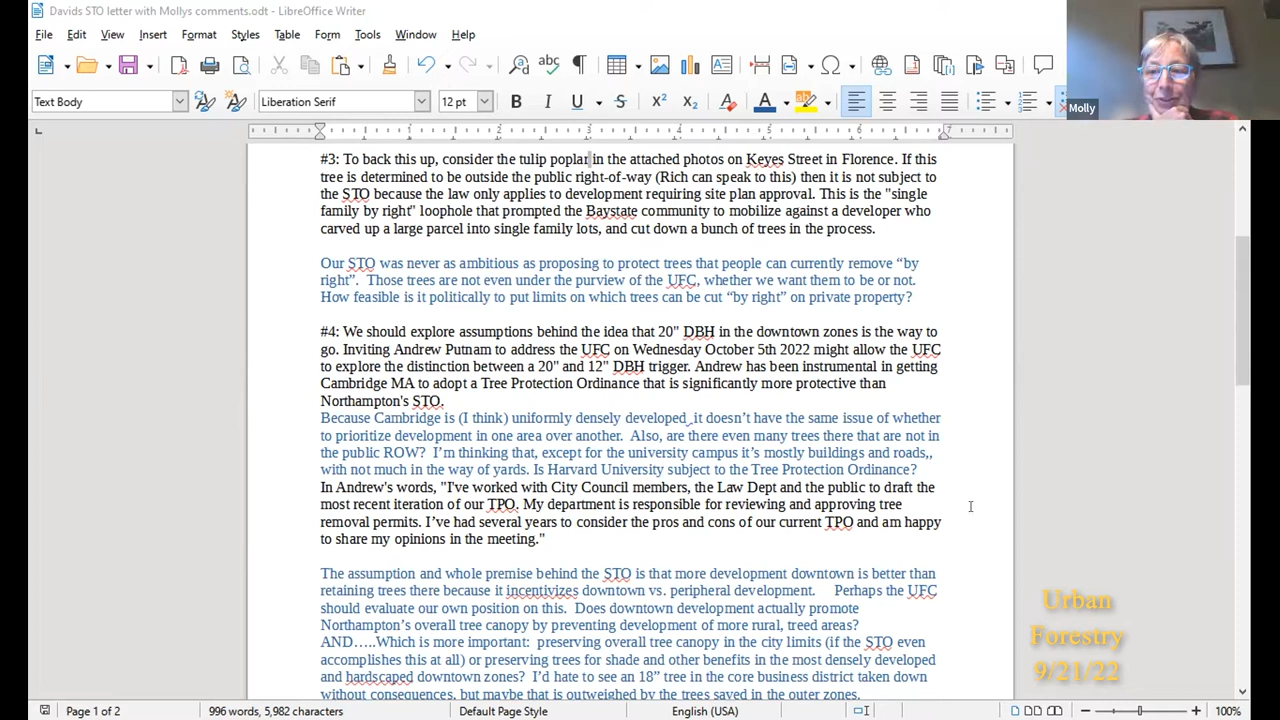 Davids STO letter with Mollys comments.odt - LibreOffice Writer
File Edit View Insert Format Styles Table Form Tools Window Help
Text Body Liberation Serif 12 pt
Molly
#3: To back this up, consider the tulip poplar in the attached photos on Keyes Street in Florence. If this
tree is determined to be outside the public right-of-way (Rich can speak to this) then it is not subject to
the STO because the law only applies to development requiring site plan approval. This is the "single
family by right" loophole that prompted the Baystate community to mobilize against a developer who
carved up a large parcel into single family lots, and cut down a bunch of trees in the process.
Our STO was never as ambitious as proposing to protect trees that people can currently remove “by
right”.  Those trees are not even under the purview of the UFC, whether we want them to be or not.
How feasible is it politically to put limits on which trees can be cut “by right” on private property?
#4: We should explore assumptions behind the idea that 20" DBH in the downtown zones is the way to
go. Inviting Andrew Putnam to address the UFC on Wednesday October 5th 2022 might allow the UFC
to explore the distinction between a 20" and 12" DBH trigger. Andrew has been instrumental in getting
Cambridge MA to adopt a Tree Protection Ordinance that is significantly more protective than
Northampton's STO.
Because Cambridge is (I think) uniformly densely developed, it doesn’t have the same issue of whether
to prioritize development in one area over another.  Also, are there even many trees there that are not in
the public ROW?  I’m thinking that, except for the university campus it’s mostly buildings and roads,,
with not much in the way of yards. Is Harvard University subject to the Tree Protection Ordinance?
In Andrew's words, "I've worked with City Council members, the Law Dept and the public to draft the
most recent iteration of our TPO. My department is responsible for reviewing and approving tree
removal permits. I’ve had several years to consider the pros and cons of our current TPO and am happy
to share my opinions in the meeting."
The assumption and whole premise behind the STO is that more development downtown is better than
retaining trees there because it incentivizes downtown vs. peripheral development.     Perhaps the UFC
should evaluate our own position on this.  Does downtown development actually promote
Northampton’s overall tree canopy by preventing development of more rural, treed areas?
AND…..Which is more important:  preserving overall tree canopy in the city limits (if the STO even
accomplishes this at all) or preserving trees for shade and other benefits in the most densely developed
and hardscaped downtown zones?  I’d hate to see an 18” tree in the core business district taken down
without consequences, but maybe that is outweighed by the trees saved in the outer zones.
Urban
Forestry
9/21/22
Page 1 of 2 996 words, 5,982 characters Default Page Style English (USA) 100%